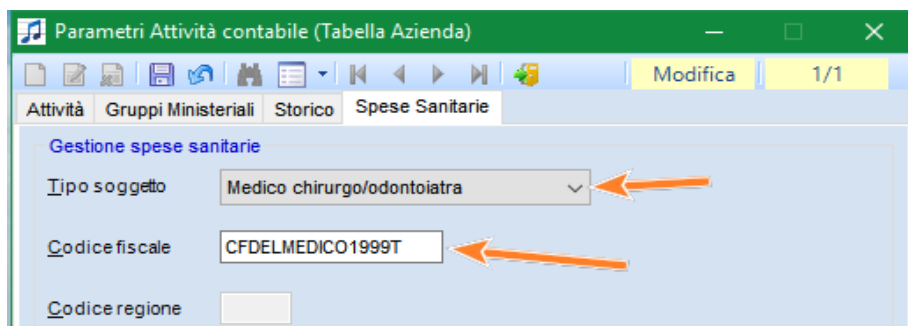 Parametri Attività contabile (Tabella Azienda)
Modifica 1/1
Attività Gruppi Ministeriali Storico Spese Sanitarie
Gestione spese sanitarie
Tipo soggetto Medico chirurgo/odontoiatra
Codice fiscale CFDELMEDICO1999T
Codice regione